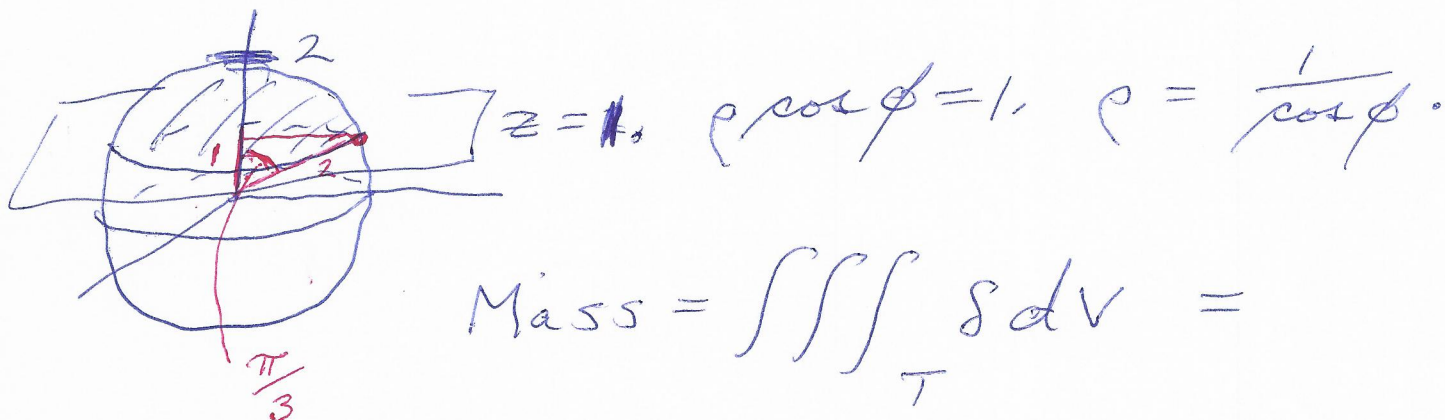 2
z = 1. ρ cos φ = 1, ρ = 1/cos φ.
1
2
Mass = ∫∫∫_T δ dV =
π/3